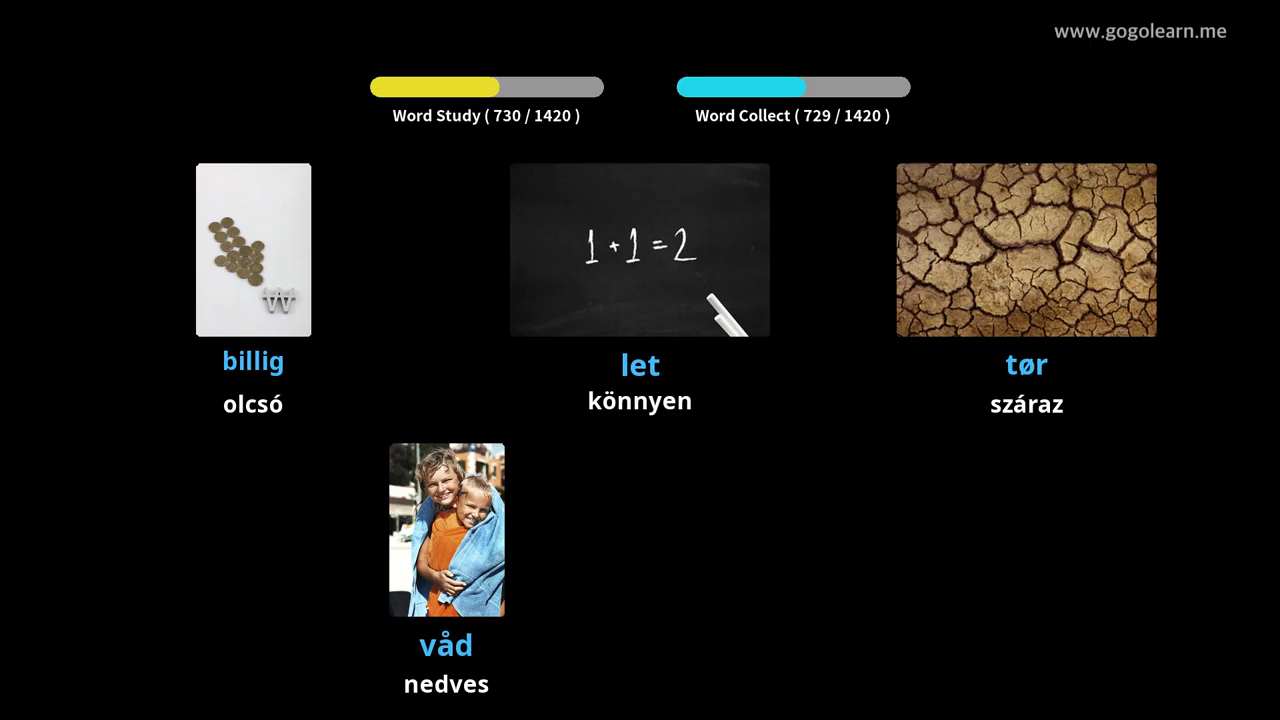 www.gogolearn.me
Word Study ( 730 / 1420 )
Word Collect ( 729 / 1420 )
1 + 1 = 2
₩
billig
let
tør
olcsó
könnyen
száraz
våd
nedves